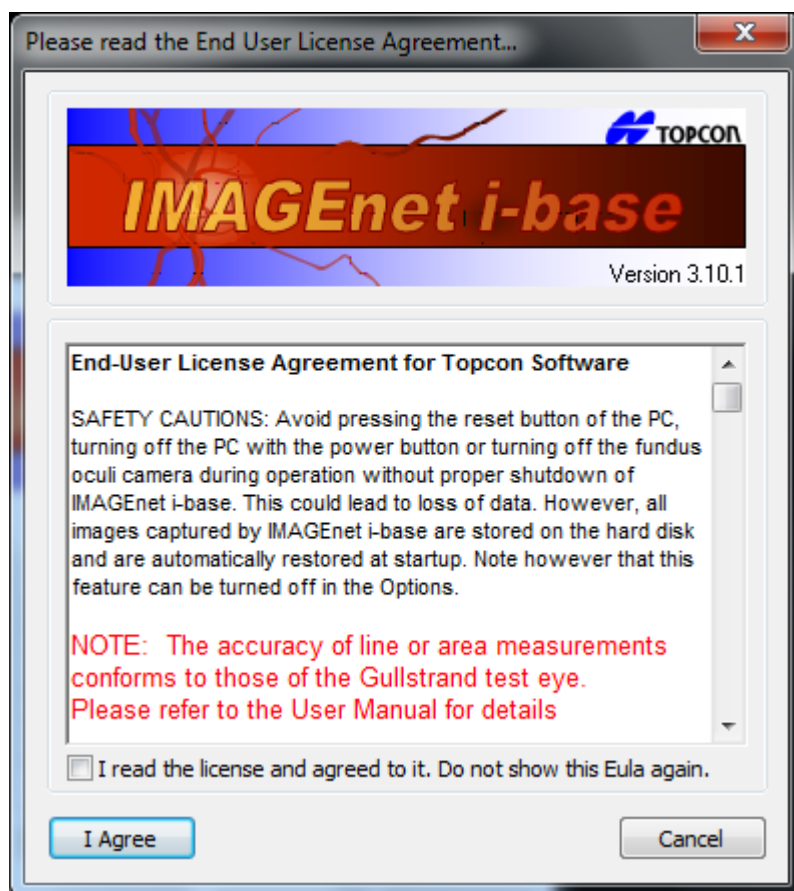 Please read the End User License Agreement...
TOPCON
IMAGEnet i-base
Version 3.10.1
End-User License Agreement for Topcon Software
SAFETY CAUTIONS: Avoid pressing the reset button of the PC,
turning off the PC with the power button or turning off the fundus
oculi camera during operation without proper shutdown of
IMAGEnet i-base. This could lead to loss of data. However, all
images captured by IMAGEnet i-base are stored on the hard disk
and are automatically restored at startup. Note however that this
feature can be turned off in the Options.
NOTE: The accuracy of line or area measurements
conforms to those of the Gullstrand test eye.
Please refer to the User Manual for details
I read the license and agreed to it. Do not show this Eula again.
I Agree
Cancel